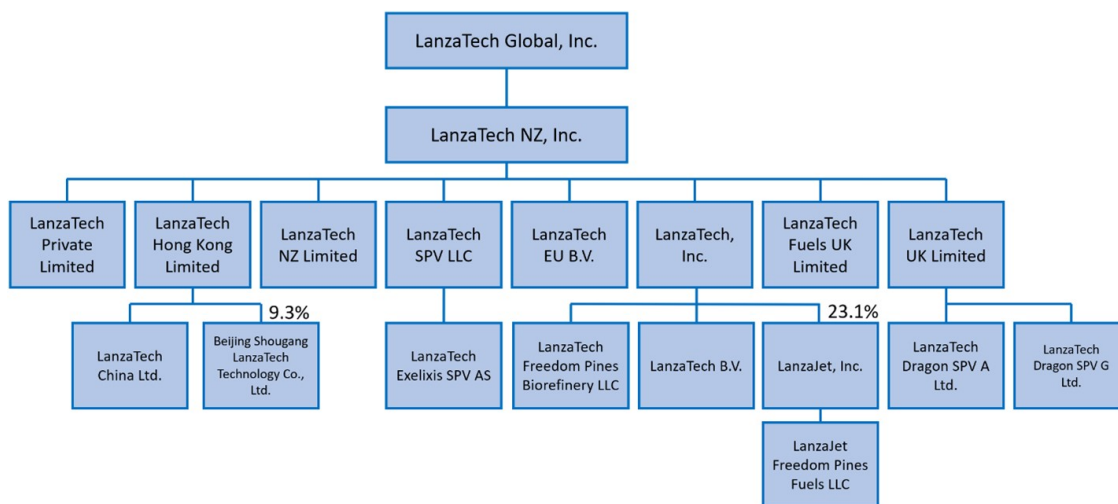 LanzaTech Global, Inc.
LanzaTech NZ, Inc.
LanzaTech
Private
Limited
LanzaTech
Hong Kong
Limited
LanzaTech
NZ Limited
LanzaTech
SPV LLC
LanzaTech
EU B.V.
LanzaTech,
Inc.
LanzaTech
Fuels UK
Limited
LanzaTech
UK Limited
9.3%
23.1%
LanzaTech
China Ltd.
Beijing Shougang
LanzaTech
Technology Co.,
Ltd.
LanzaTech
Exelixis SPV AS
LanzaTech
Freedom Pines
Biorefinery LLC
LanzaTech B.V.
LanzaJet, Inc.
LanzaTech
Dragon SPV A
Ltd.
LanzaTech
Dragon SPV G
Ltd.
LanzaJet
Freedom Pines
Fuels LLC